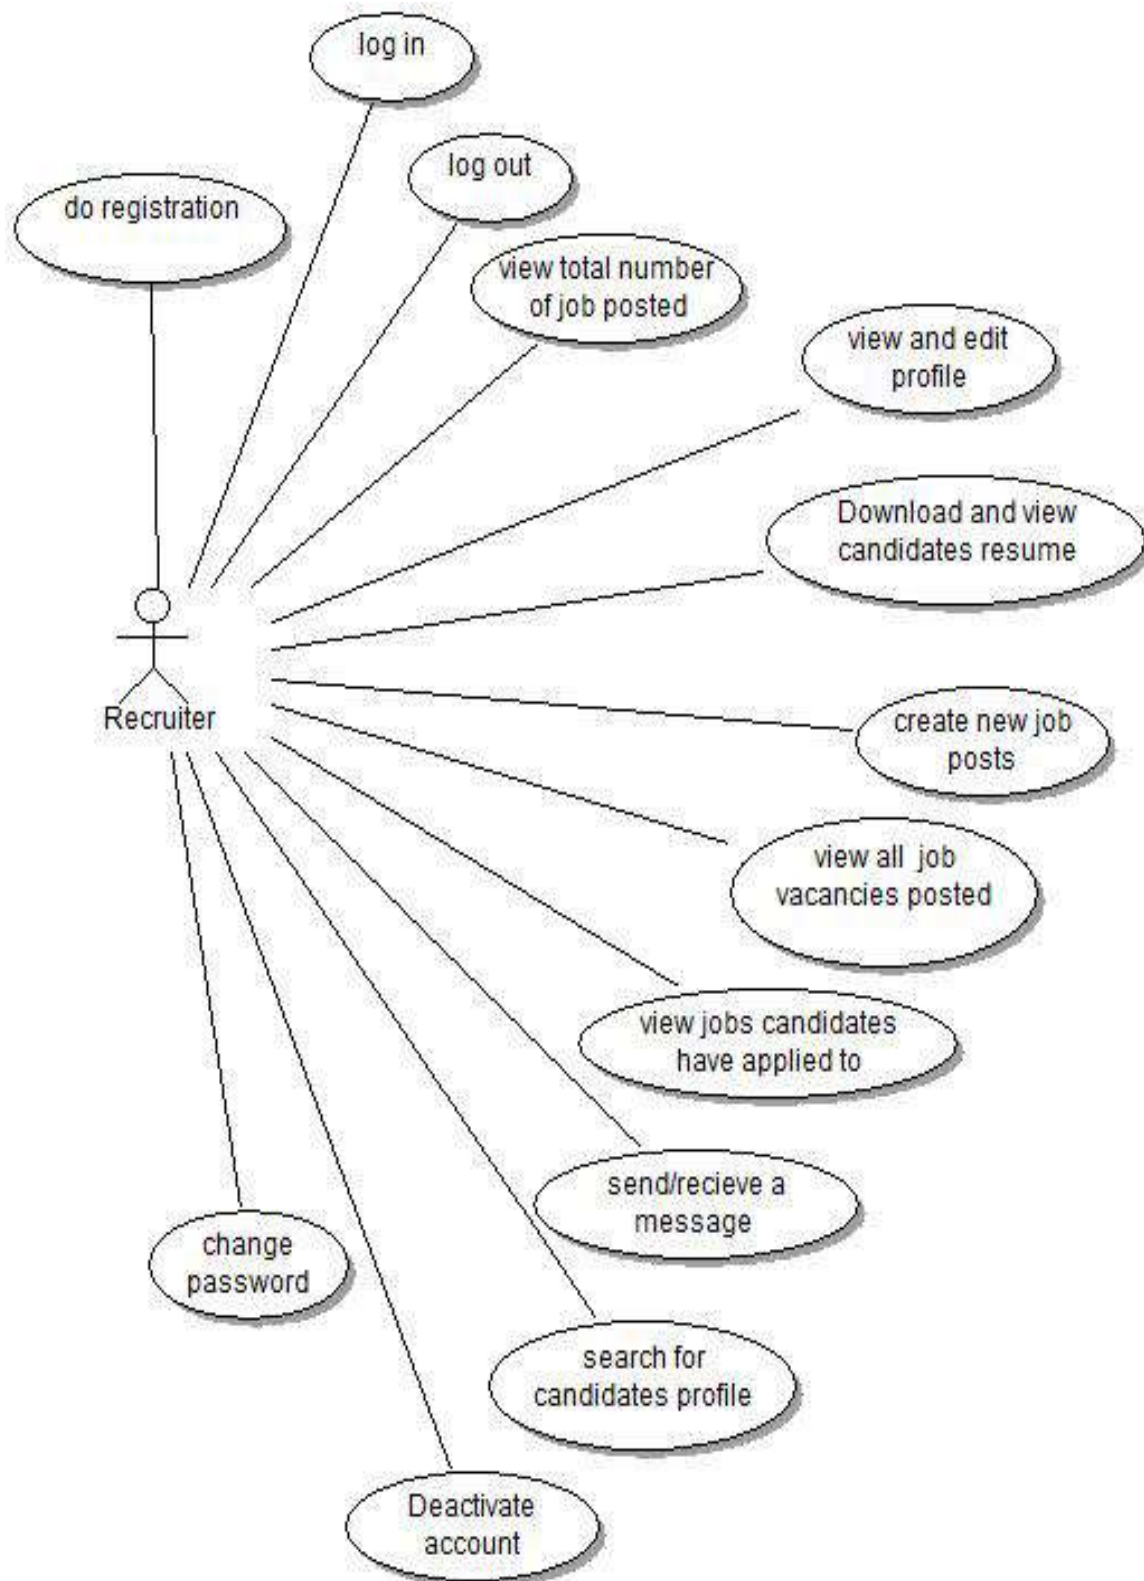 log in
log out
do registration
view total number
of job posted
view and edit
profile
Download and view
candidates resume
Recruiter
create new job
posts
view all  job
vacancies posted
view jobs candidates
have applied to
send/recieve a
message
change
password
search for
candidates profile
Deactivate
account